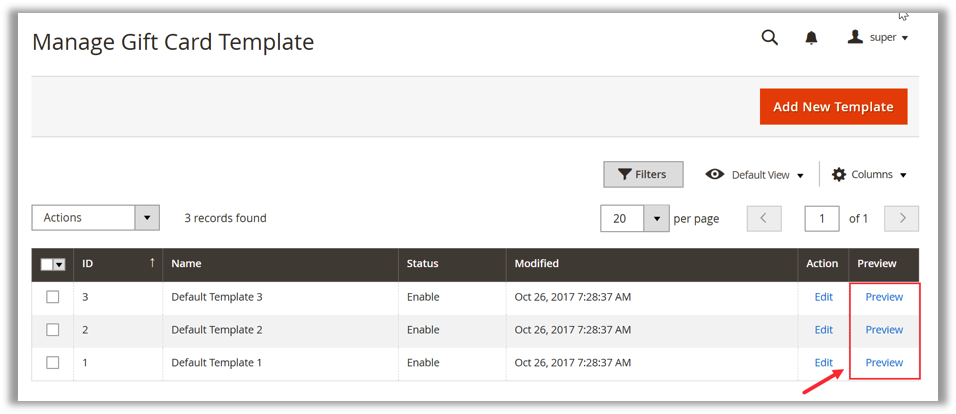 Manage Gift Card Template
super
Add New Template
Filters
Default View
Columns
Actions
3 records found
20
per page
1
of 1
ID ↑ Name Status Modified Action Preview
3 Default Template 3 Enable Oct 26, 2017 7:28:37 AM Edit Preview
2 Default Template 2 Enable Oct 26, 2017 7:28:37 AM Edit Preview
1 Default Template 1 Enable Oct 26, 2017 7:28:37 AM Edit Preview